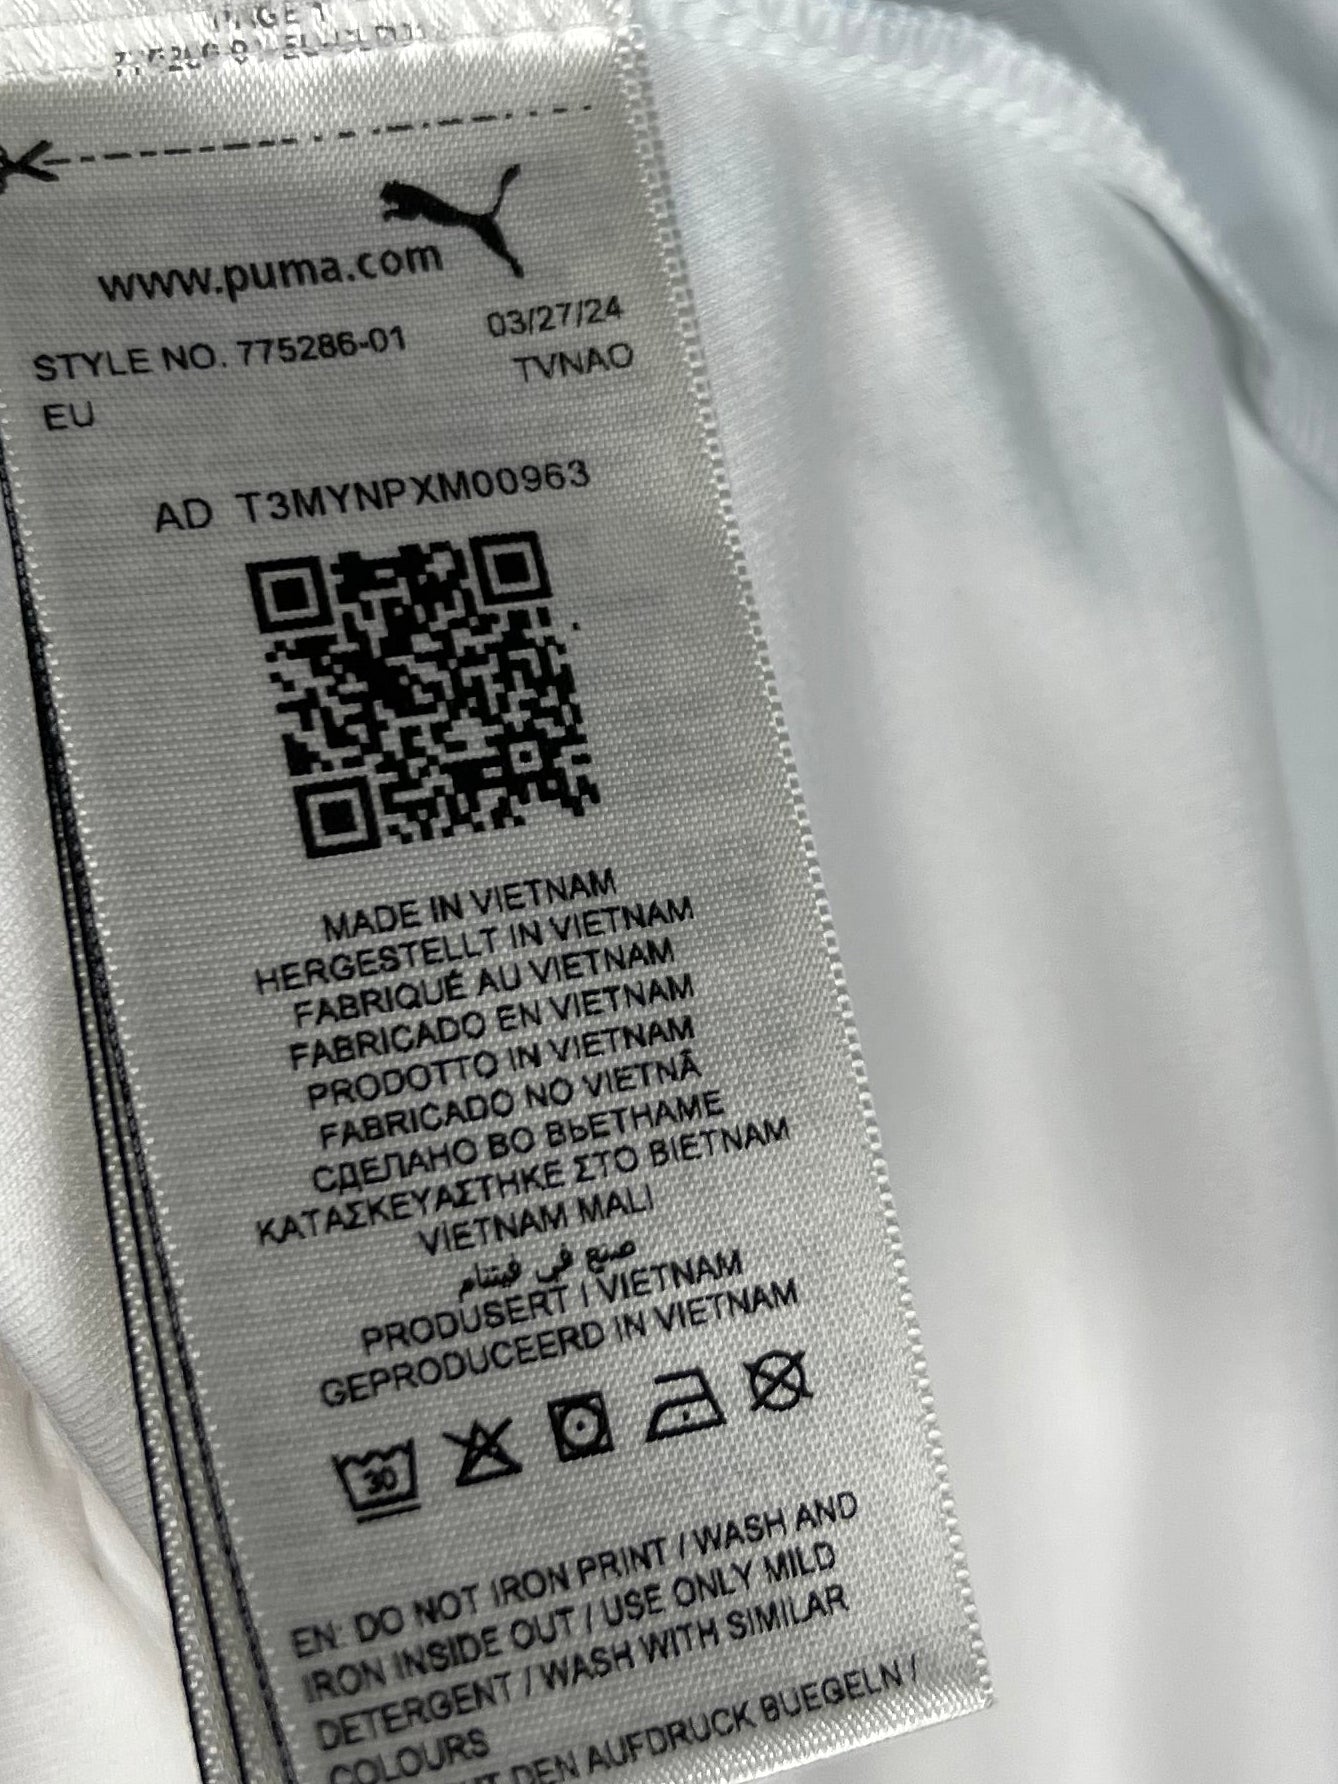 www.puma.com
STYLE NO. 775286-01 03/27/24
EU TVNAO
AD T3MYNPXM00963
MADE IN VIETNAM
HERGESTELLT IN VIETNAM
FABRIQUÉ AU VIETNAM
FABRICADO EN VIETNAM
PRODOTTO IN VIETNAM
FABRICADO NO VIETNÃ
СДЕЛАНО ВО ВЬЕТНАМЕ
ΚΑΤΑΣΚΕΥΑΣΤΗΚΕ ΣΤΟ ΒΙΕΤΝΑΜ
VİETNAM MALI
صنع في فيتنام
PRODUSERT I VIETNAM
GEPRODUCEERD IN VIETNAM
30
EN: DO NOT IRON PRINT / WASH AND
IRON INSIDE OUT / USE ONLY MILD
DETERGENT / WASH WITH SIMILAR
COLOURS
DEN AUFDRUCK BUEGELN /